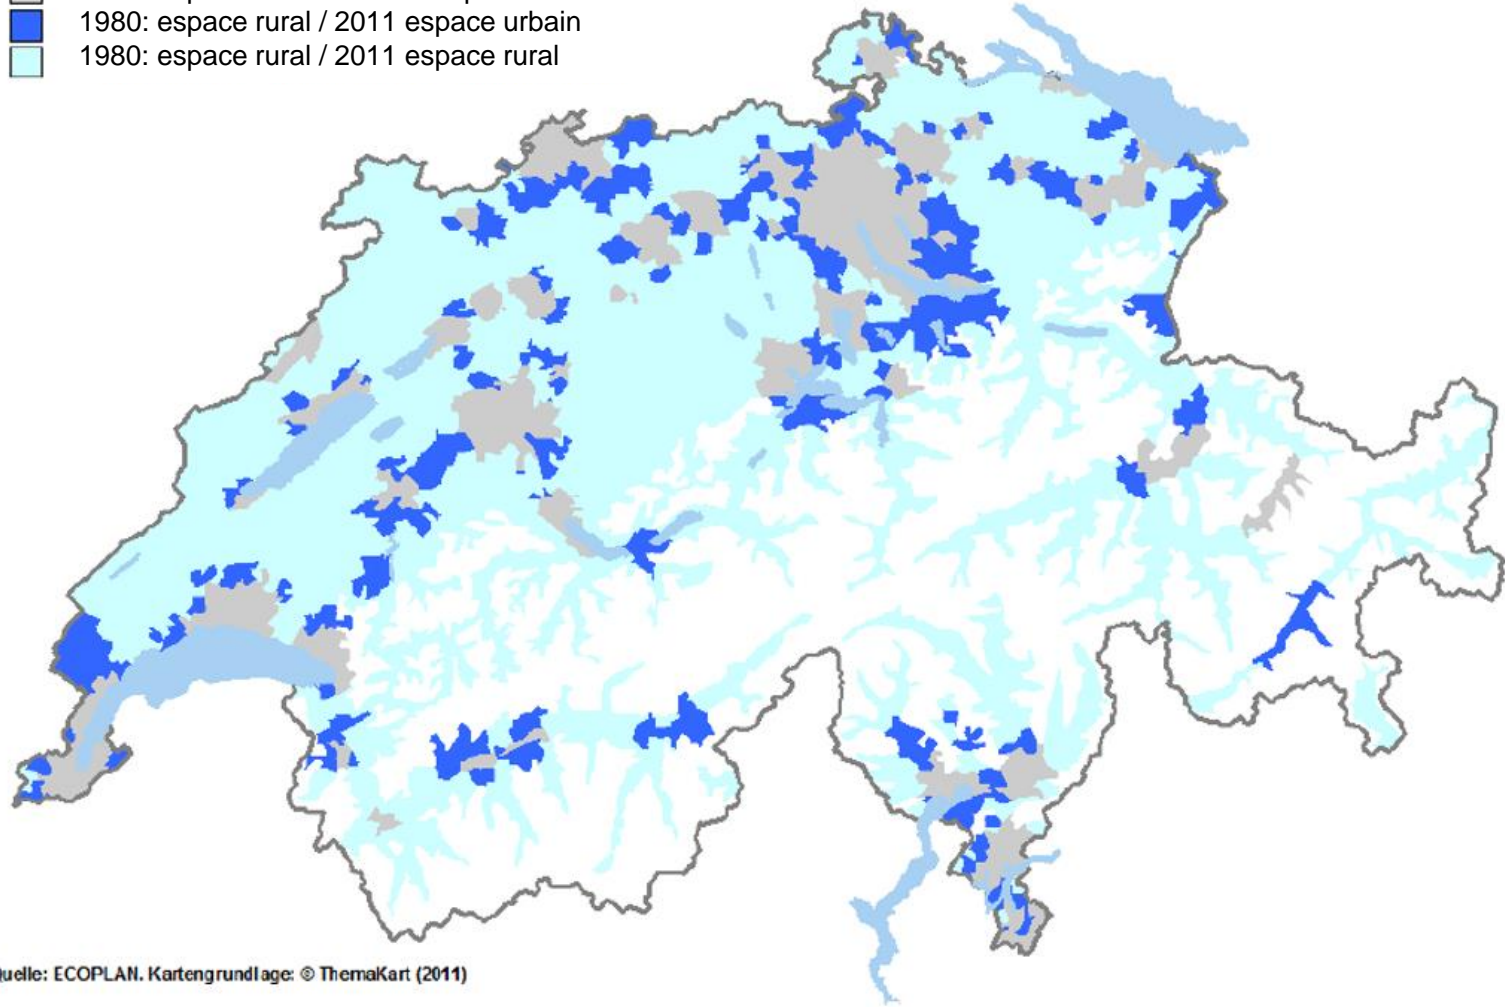 1980: espace rural / 2011 espace urbain
1980: espace rural / 2011 espace rural
uelle: ECOPLAN. Kartengrundlage: © ThemaKart (2011)